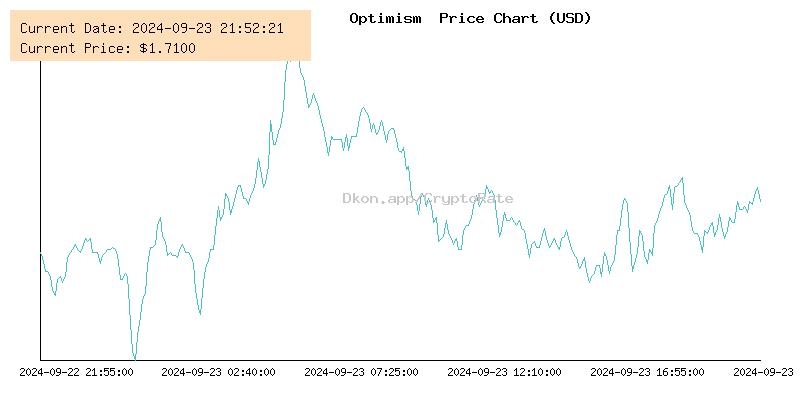 Optimism  Price Chart (USD)
Current Date: 2024-09-23 21:52:21
Current Price: $1.7100
Dkon.app/CryptoRate
2024-09-22 21:55:00 2024-09-23 02:40:00 2024-09-23 07:25:00 2024-09-23 12:10:00 2024-09-23 16:55:00 2024-09-23